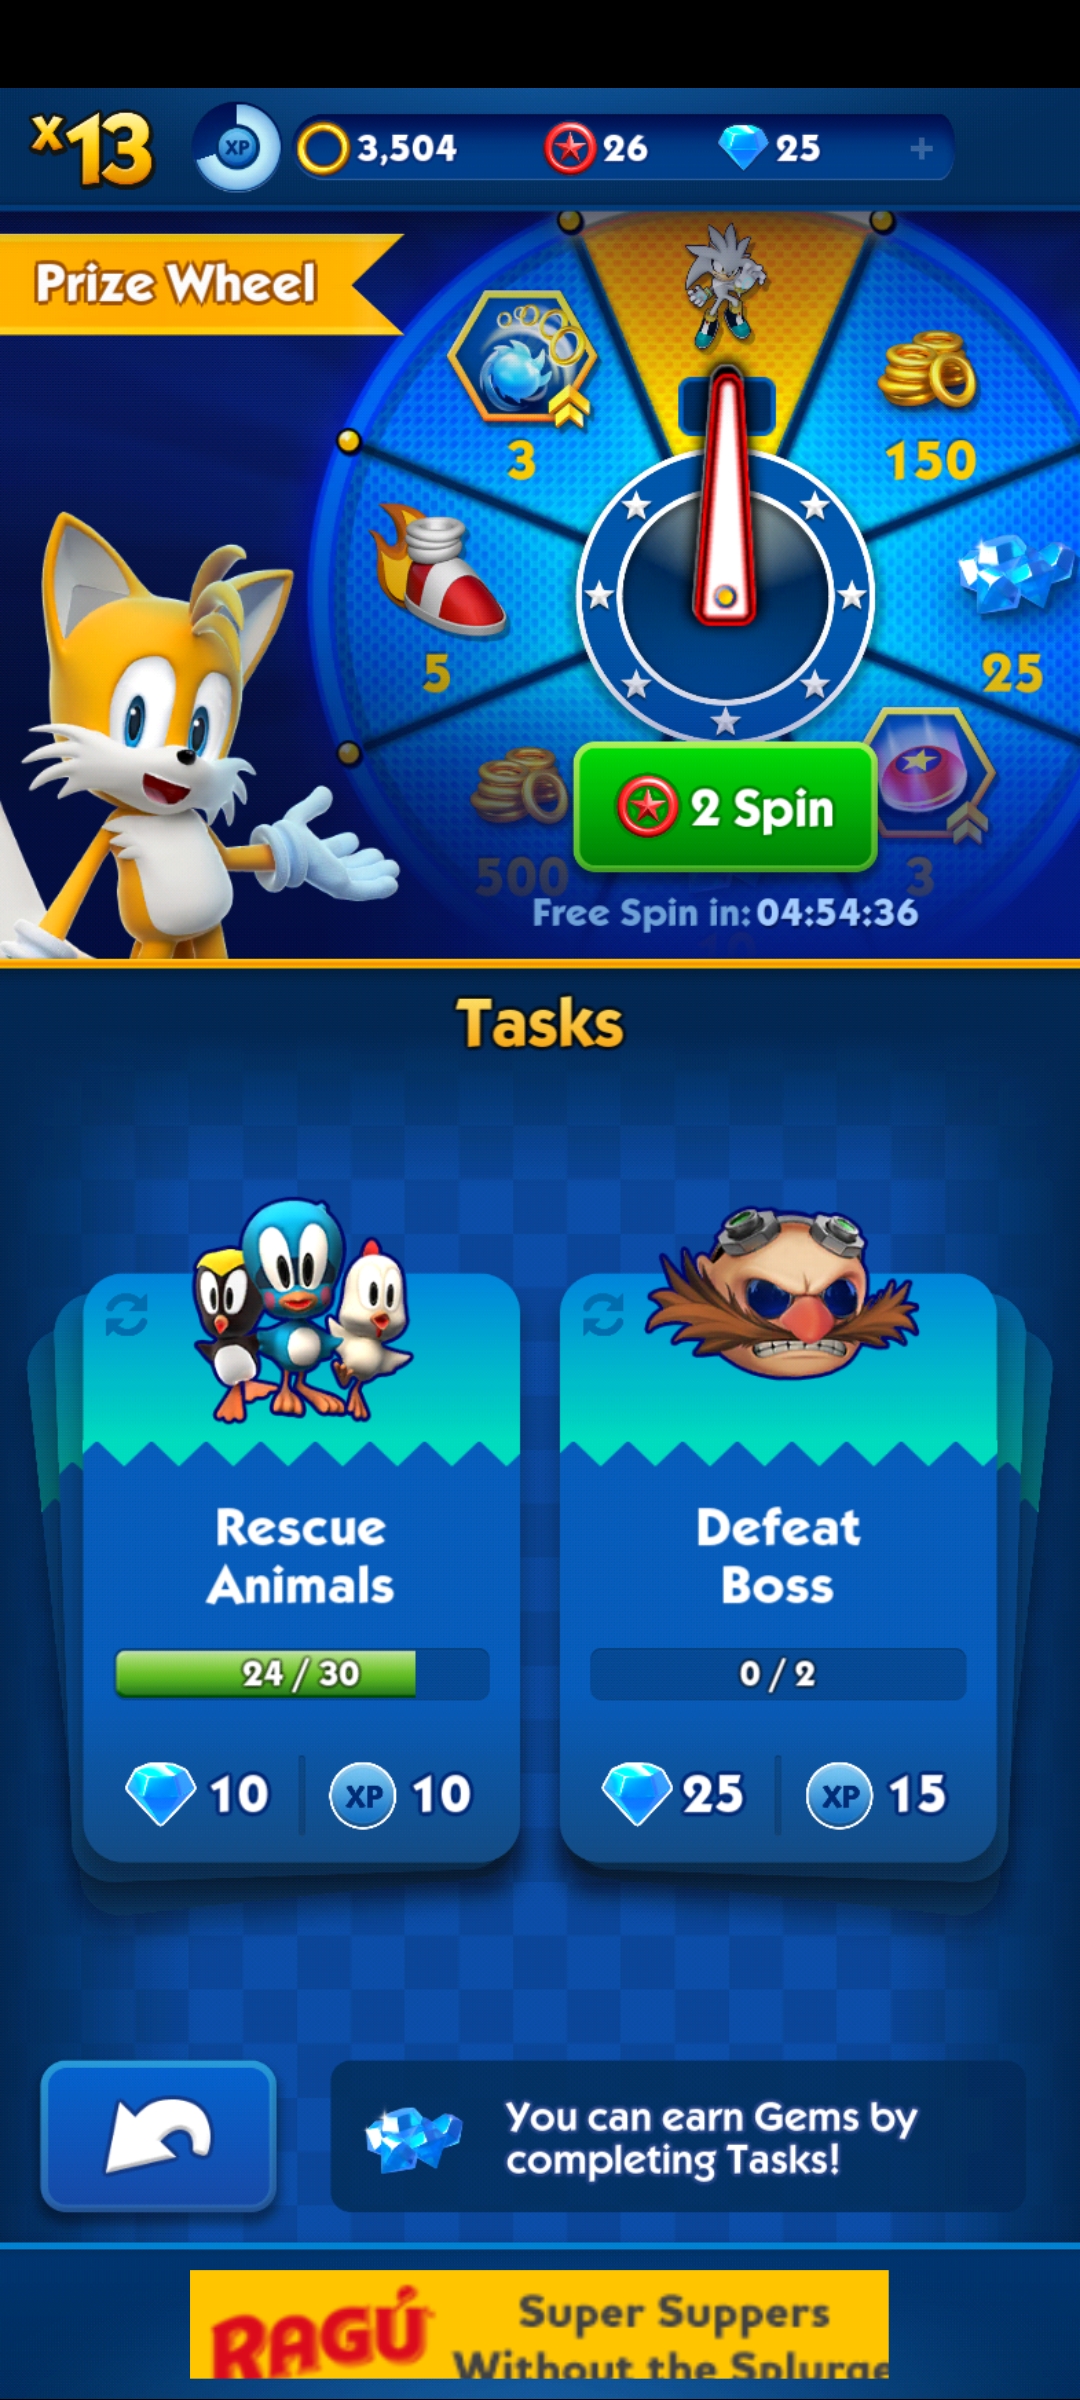 x13
XP
3,504
26
25
+
Prize Wheel
3
150
5
25
500
3
2 Spin
Free Spin in: 04:54:36
10
Tasks
Rescue
Animals
24 / 30
10
XP
10
Defeat
Boss
0 / 2
25
XP
15
You can earn Gems by
completing Tasks!
RAGÚ
Super Suppers
Without the Splurge